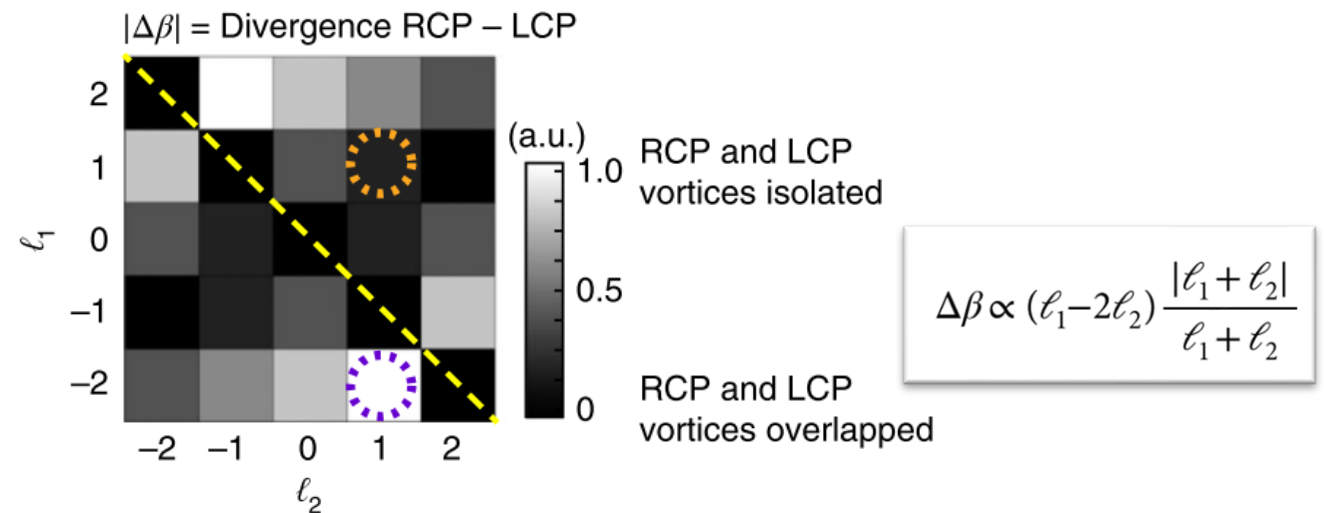 |Δβ| = Divergence RCP – LCP
2
1
0
–1
–2
ℓ₁
–2 –1 0 1 2
ℓ₂
(a.u.)
1.0
0.5
0
RCP and LCP
vortices isolated
RCP and LCP
vortices overlapped
Δβ ∝ (ℓ₁–2ℓ₂) |ℓ₁+ℓ₂| / ℓ₁+ℓ₂